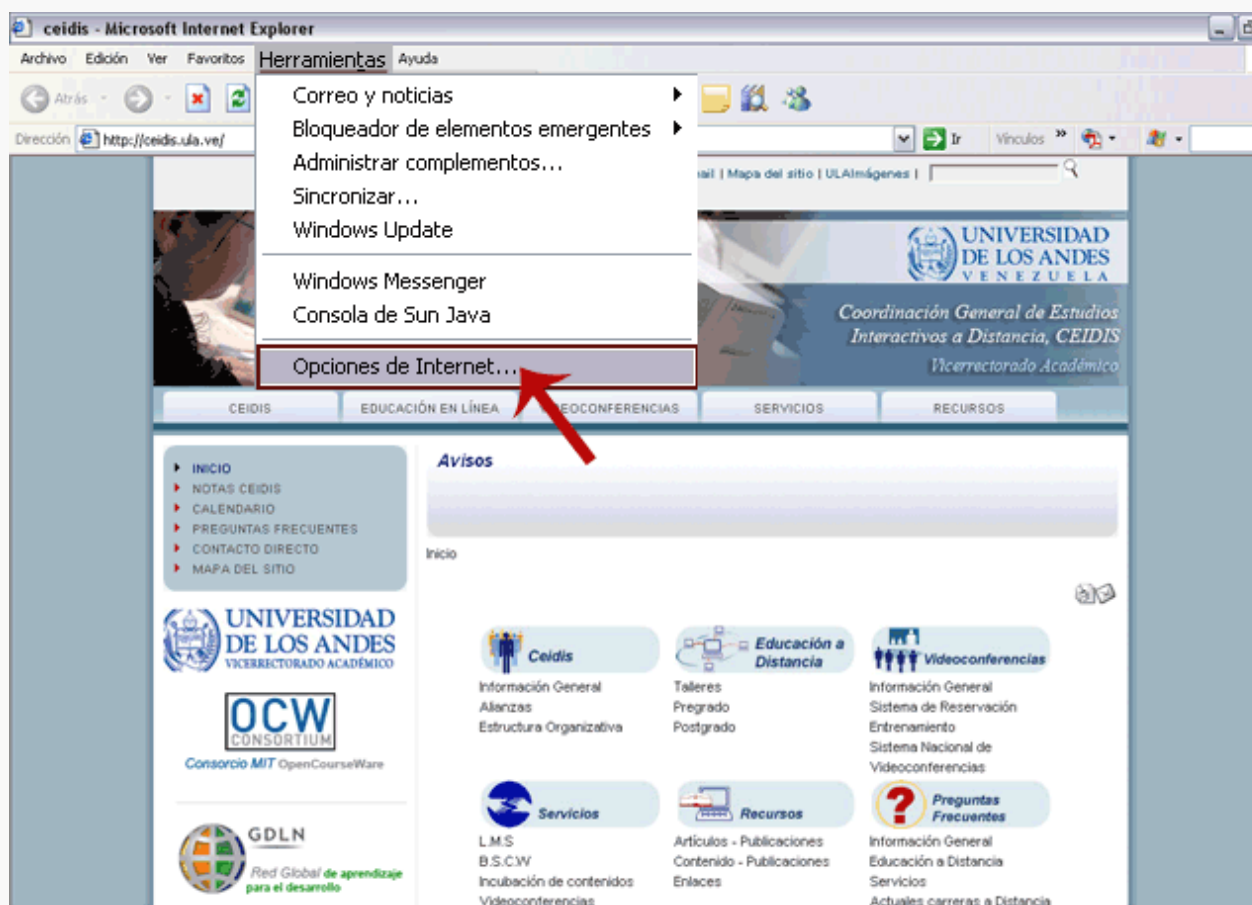 ceidis - Microsoft Internet Explorer
Archivo Edición Ver Favoritos Herramientas Ayuda
Atrás
Dirección http://ceidis.ula.ve/ Ir Vínculos »
Correo y noticias
Bloqueador de elementos emergentes
Administrar complementos...
Sincronizar...
Windows Update
Windows Messenger
Consola de Sun Java
Opciones de Internet...
ail | Mapa del sitio | ULAImágenes |
UNIVERSIDAD
DE LOS ANDES
VENEZUELA
Coordinación General de Estudios
Interactivos a Distancia, CEIDIS
Vicerrectorado Académico
CEIDIS EDUCACIÓN EN LÍNEA EOCONFERENCIAS SERVICIOS RECURSOS
INICIO
NOTAS CEIDIS
CALENDARIO
PREGUNTAS FRECUENTES
CONTACTO DIRECTO
MAPA DEL SITIO
UNIVERSIDAD
DE LOS ANDES
VICERRECTORADO ACADÉMICO
OCW
CONSORTIUM
Consorcio MIT OpenCourseWare
GDLN
Red Global de aprendizaje
para el desarrollo
Avisos
Inicio
Ceidis
Información General
Alianzas
Estructura Organizativa
Educación a
Distancia
Talleres
Pregrado
Postgrado
Videoconferencias
Información General
Sistema de Reservación
Entrenamiento
Sistema Nacional de
Videoconferencias
Servicios
L.M.S
B.S.C.W
Incubación de contenidos
Videoconferencias
Recursos
Artículos - Publicaciones
Contenido - Publicaciones
Enlaces
Preguntas
Frecuentes
Información General
Educación a Distancia
Servicios
Actuales carreras a Distancia